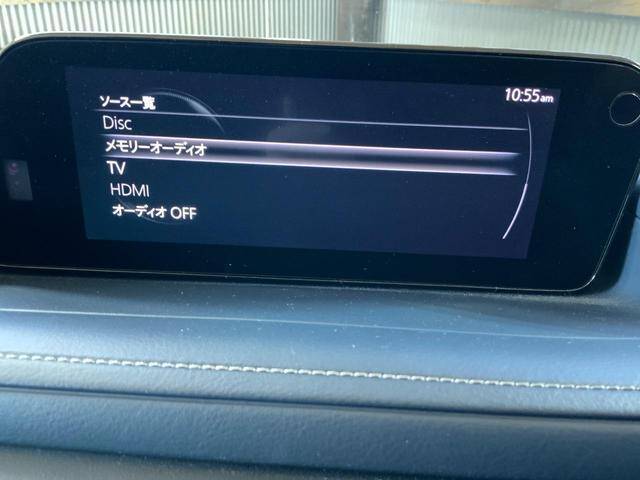 10:55am
ソース一覧
Disc
メモリーオーディオ
TV
HDMI
オーディオ OFF